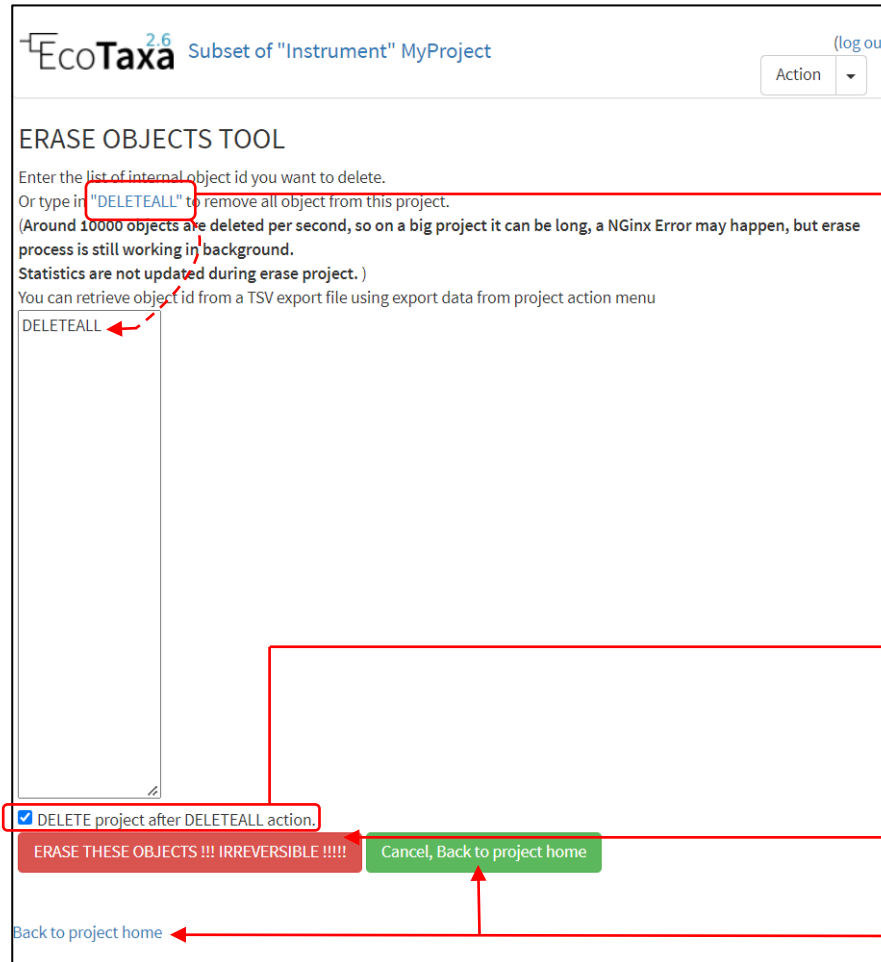 EcoTaxa 2.6 Subset of "Instrument" MyProject
(log ou
Action
ERASE OBJECTS TOOL
Enter the list of internal object id you want to delete.
Or type in "DELETEALL" to remove all object from this project.
(Around 10000 objects are deleted per second, so on a big project it can be long, a NGinx Error may happen, but erase
process is still working in background.
Statistics are not updated during erase project. )
You can retrieve object id from a TSV export file using export data from project action menu
DELETEALL
DELETE project after DELETEALL action.
ERASE THESE OBJECTS !!! IRREVERSIBLE !!!!! Cancel, Back to project home
Back to project home